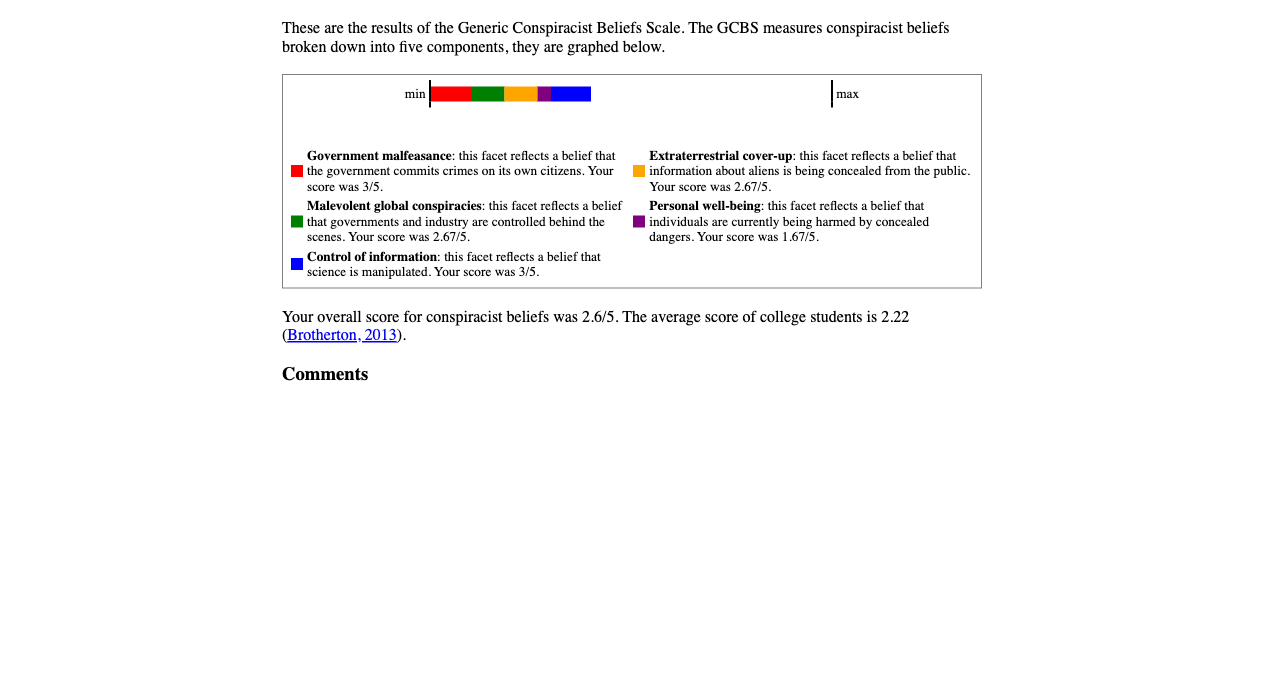 These are the results of the Generic Conspiracist Beliefs Scale. The GCBS measures conspiracist beliefs
broken down into five components, they are graphed below.
min
max
Government malfeasance: this facet reflects a belief that
the government commits crimes on its own citizens. Your
score was 3/5.
Extraterrestrial cover-up: this facet reflects a belief that
information about aliens is being concealed from the public.
Your score was 2.67/5.
Malevolent global conspiracies: this facet reflects a belief
that governments and industry are controlled behind the
scenes. Your score was 2.67/5.
Personal well-being: this facet reflects a belief that
individuals are currently being harmed by concealed
dangers. Your score was 1.67/5.
Control of information: this facet reflects a belief that
science is manipulated. Your score was 3/5.
Your overall score for conspiracist beliefs was 2.6/5. The average score of college students is 2.22
(Brotherton, 2013).
Comments